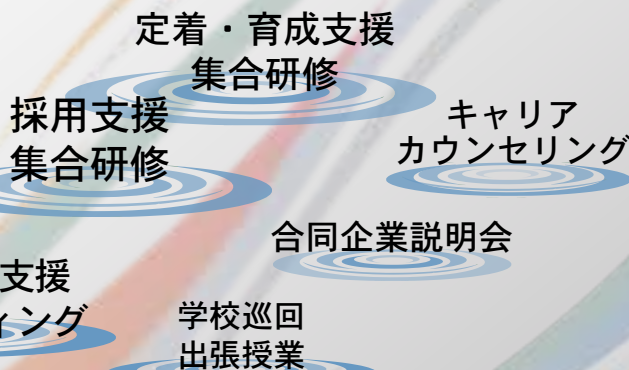 定着・育成支援
集合研修
採用支援
集合研修
キャリア
カウンセリング
合同企業説明会
支援
ィング
学校巡回
出張授業